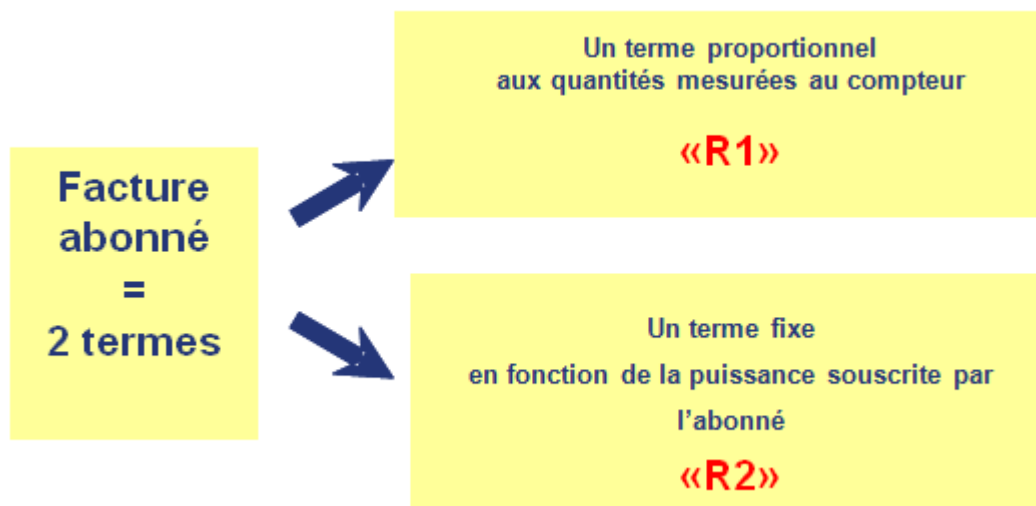 Facture
abonné
=
2 termes
Un terme proportionnel
aux quantités mesurées au compteur
«R1»
Un terme fixe
en fonction de la puissance souscrite par
l'abonné
«R2»